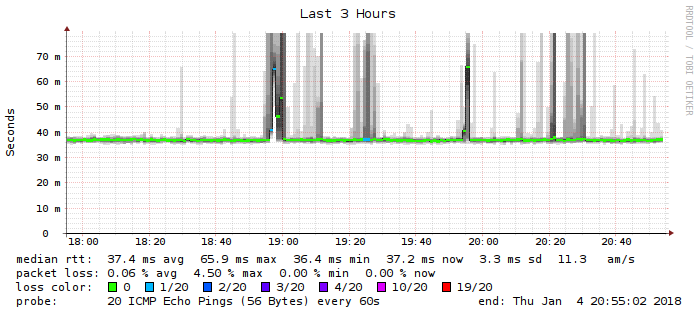 Last 3 Hours
RRDTOOL / TOBI OETIKER
Seconds
70 m
60 m
50 m
40 m
30 m
20 m
10 m
0
18:00 18:20 18:40 19:00 19:20 19:40 20:00 20:20 20:40
median rtt: 37.4 ms avg 65.9 ms max 36.4 ms min 37.2 ms now 3.3 ms sd 11.3 am/s
packet loss: 0.06 % avg 4.50 % max 0.00 % min 0.00 % now
loss color: 0 1/20 2/20 3/20 4/20 10/20 19/20
probe: 20 ICMP Echo Pings (56 Bytes) every 60s end: Thu Jan 4 20:55:02 2018